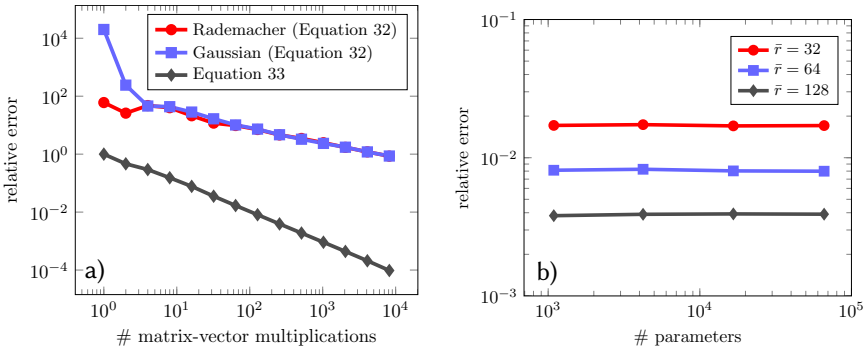 Rademacher (Equation 32)
Gaussian (Equation 32)
Equation 33
10^4
10^2
10^0
10^−2
10^−4
relative error
a)
10^0
10^1
10^2
10^3
10^4
# matrix-vector multiplications
r̄ = 32
r̄ = 64
r̄ = 128
10^−1
10^−2
10^−3
relative error
b)
10^3
10^4
10^5
# parameters